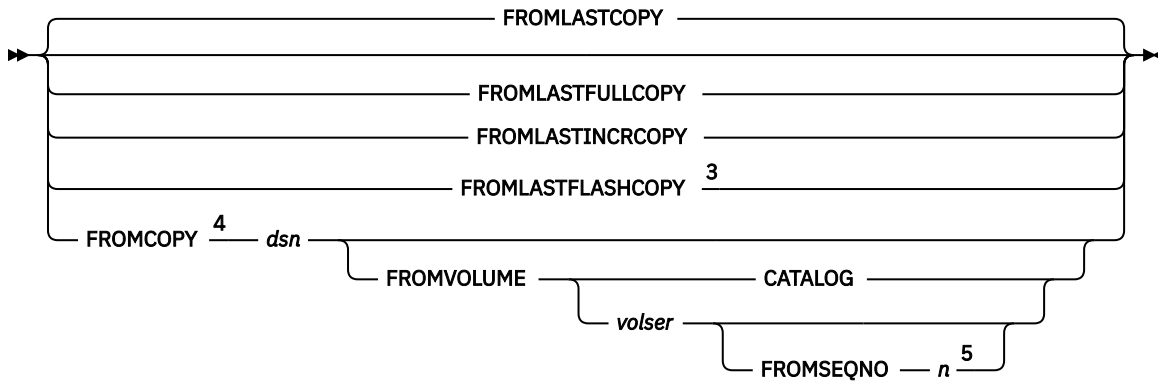 FROMLASTCOPY
FROMLASTFULLCOPY
FROMLASTINCRCOPY
FROMLASTFLASHCOPY 3
FROMCOPY 4 dsn
FROMVOLUME CATALOG
volser
FROMSEQNO n 5